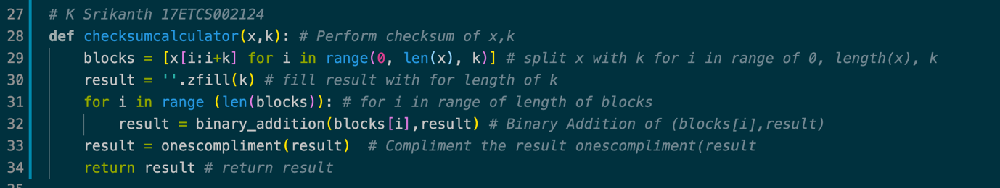 27 # K Srikanth 17ETCS002124
28 def checksumcalculator(x,k): # Perform checksum of x,k
29 blocks = [x[i:i+k] for i in range(0, len(x), k)] # split x with k for i in range of 0, length(x), k
30 result = ''.zfill(k) # fill result with for length of k
31 for i in range (len(blocks)): # for i in range of length of blocks
32 result = binary_addition(blocks[i],result) # Binary Addition of (blocks[i],result)
33 result = onescompliment(result)  # Compliment the result onescompliment(result
34 return result # return result